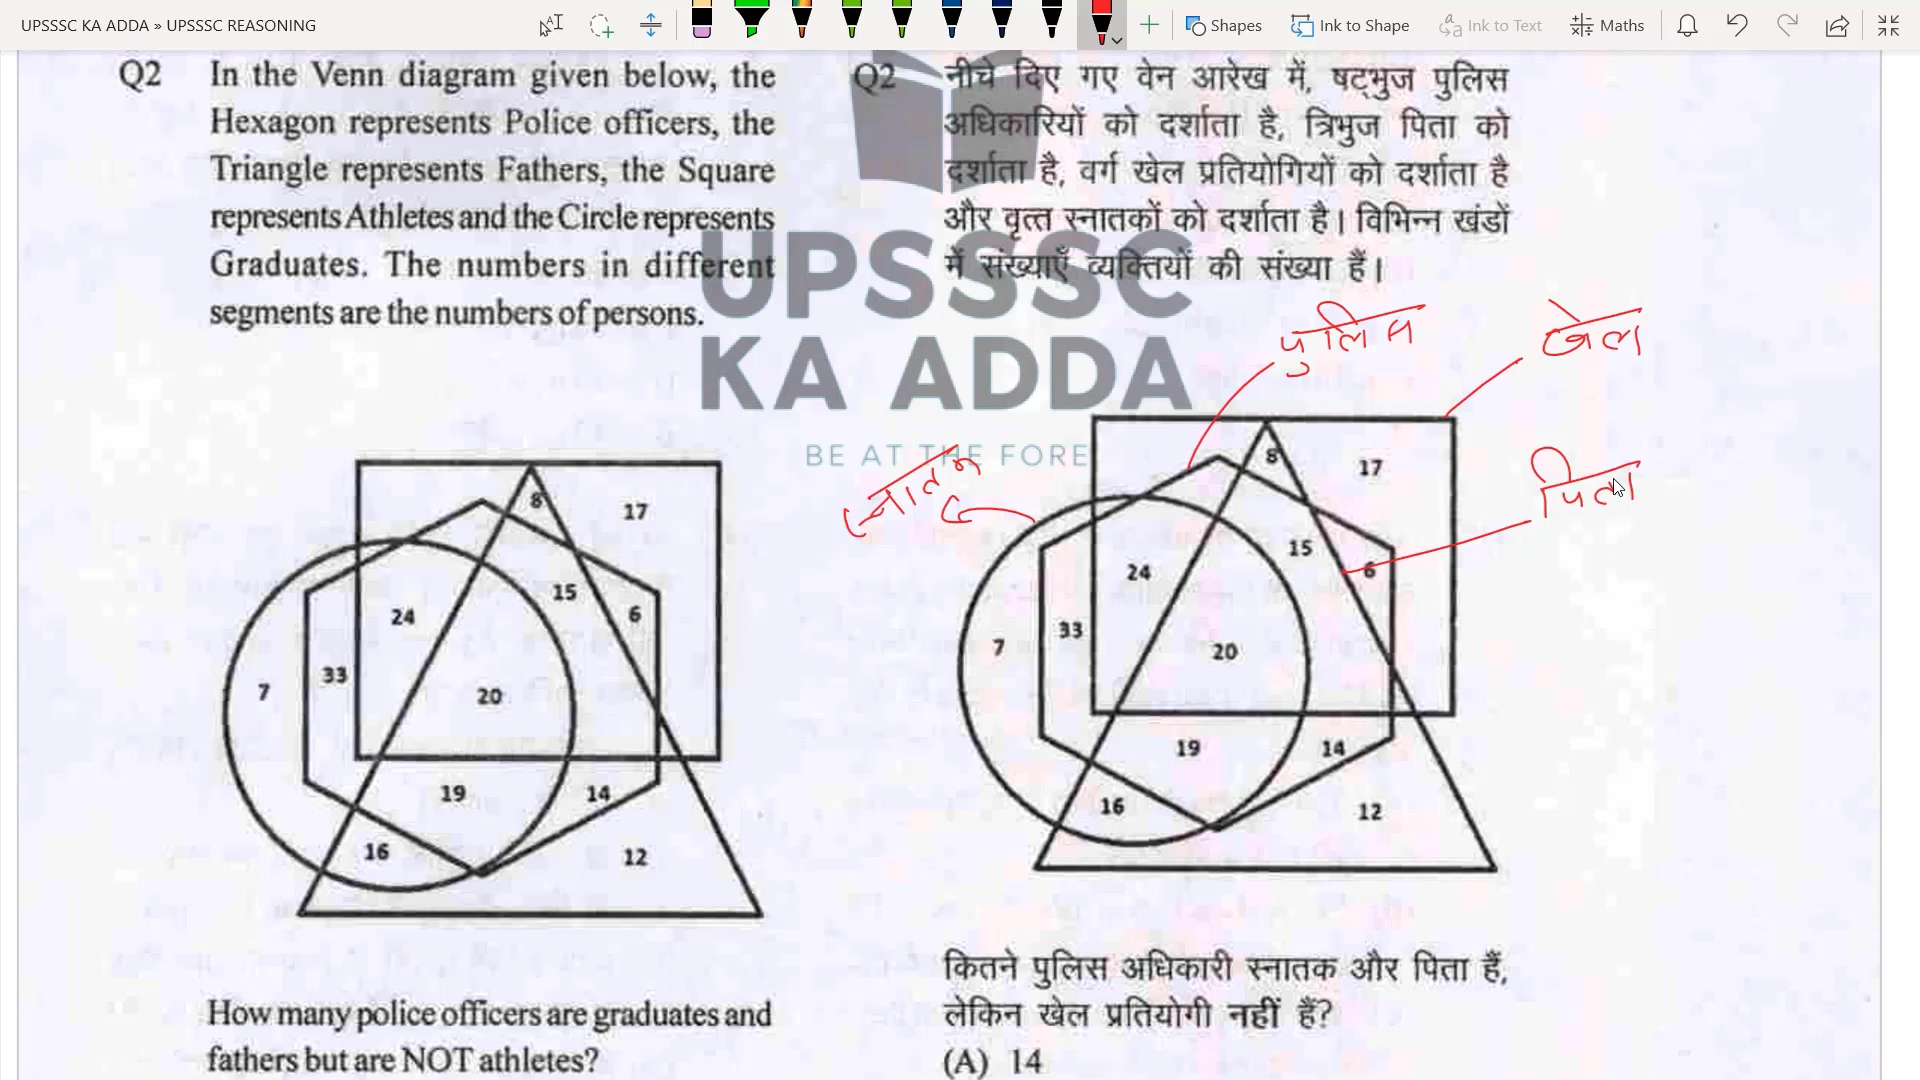 UPSSSC KA ADDA » UPSSSC REASONING
Shapes
Ink to Shape
Ink to Text
Maths
Q2 In the Venn diagram given below, the
Hexagon represents Police officers, the
Triangle represents Fathers, the Square
represents Athletes and the Circle represents
Graduates. The numbers in different
segments are the numbers of persons.
8
17
15
24
6
33
7
20
19
14
16
12
How many police officers are graduates and
fathers but are NOT athletes?
Q2 नीचे दिए गए वेन आरेख में, षट्भुज पुलिस
अधिकारियों को दर्शाता है, त्रिभुज पिता को
दर्शाता है, वर्ग खेल प्रतियोगियों को दर्शाता है
और वृत्त स्नातकों को दर्शाता है। विभिन्न खंडों
में संख्याएँ व्यक्तियों की संख्या हैं।
पुलिस
खेल
स्नातक
पिता
8
17
15
24
6
33
7
20
19
14
16
12
कितने पुलिस अधिकारी स्नातक और पिता हैं,
लेकिन खेल प्रतियोगी नहीं हैं?
(A) 14
UPSSSC
KA ADDA
BE AT THE FORE